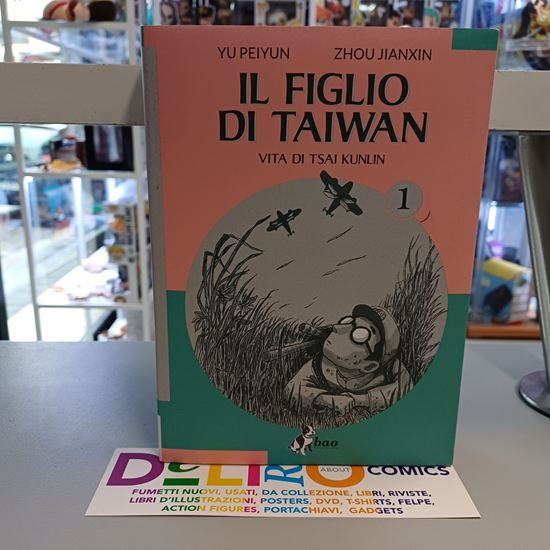 YU PEIYUN ZHOU JIANXIN
IL FIGLIO
DI TAIWAN
VITA DI TSAI KUNLIN
1
bao
DeLIRO ABOUT COMICS
FUMETTI NUOVI, USATI, DA COLLEZIONE, LIBRI, RIVISTE,
LIBRI D'ILLUSTRAZIONI, POSTERS, DVD, T-SHIRTS, FELPE,
ACTION FIGURES, PORTACHIAVI, GADGETS